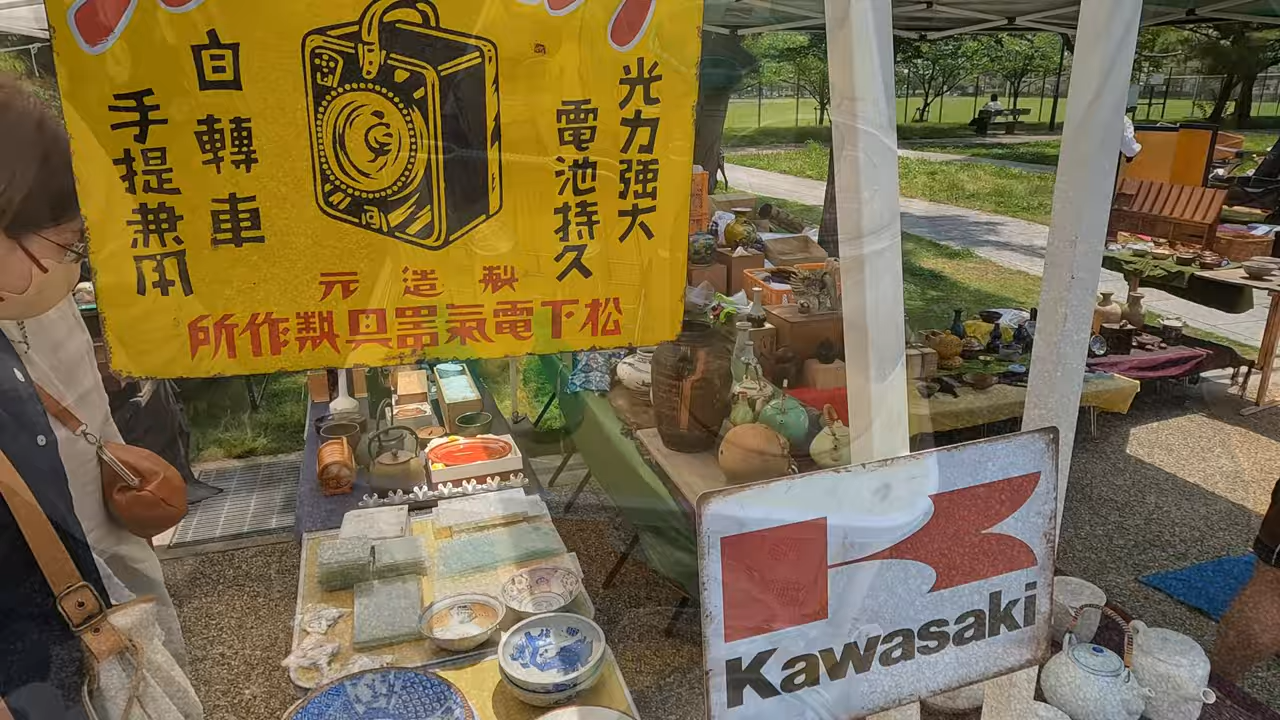 光力強大
電池持久
自轉車
手提兼用
製造元
松下電氣器具製作所
Kawasaki